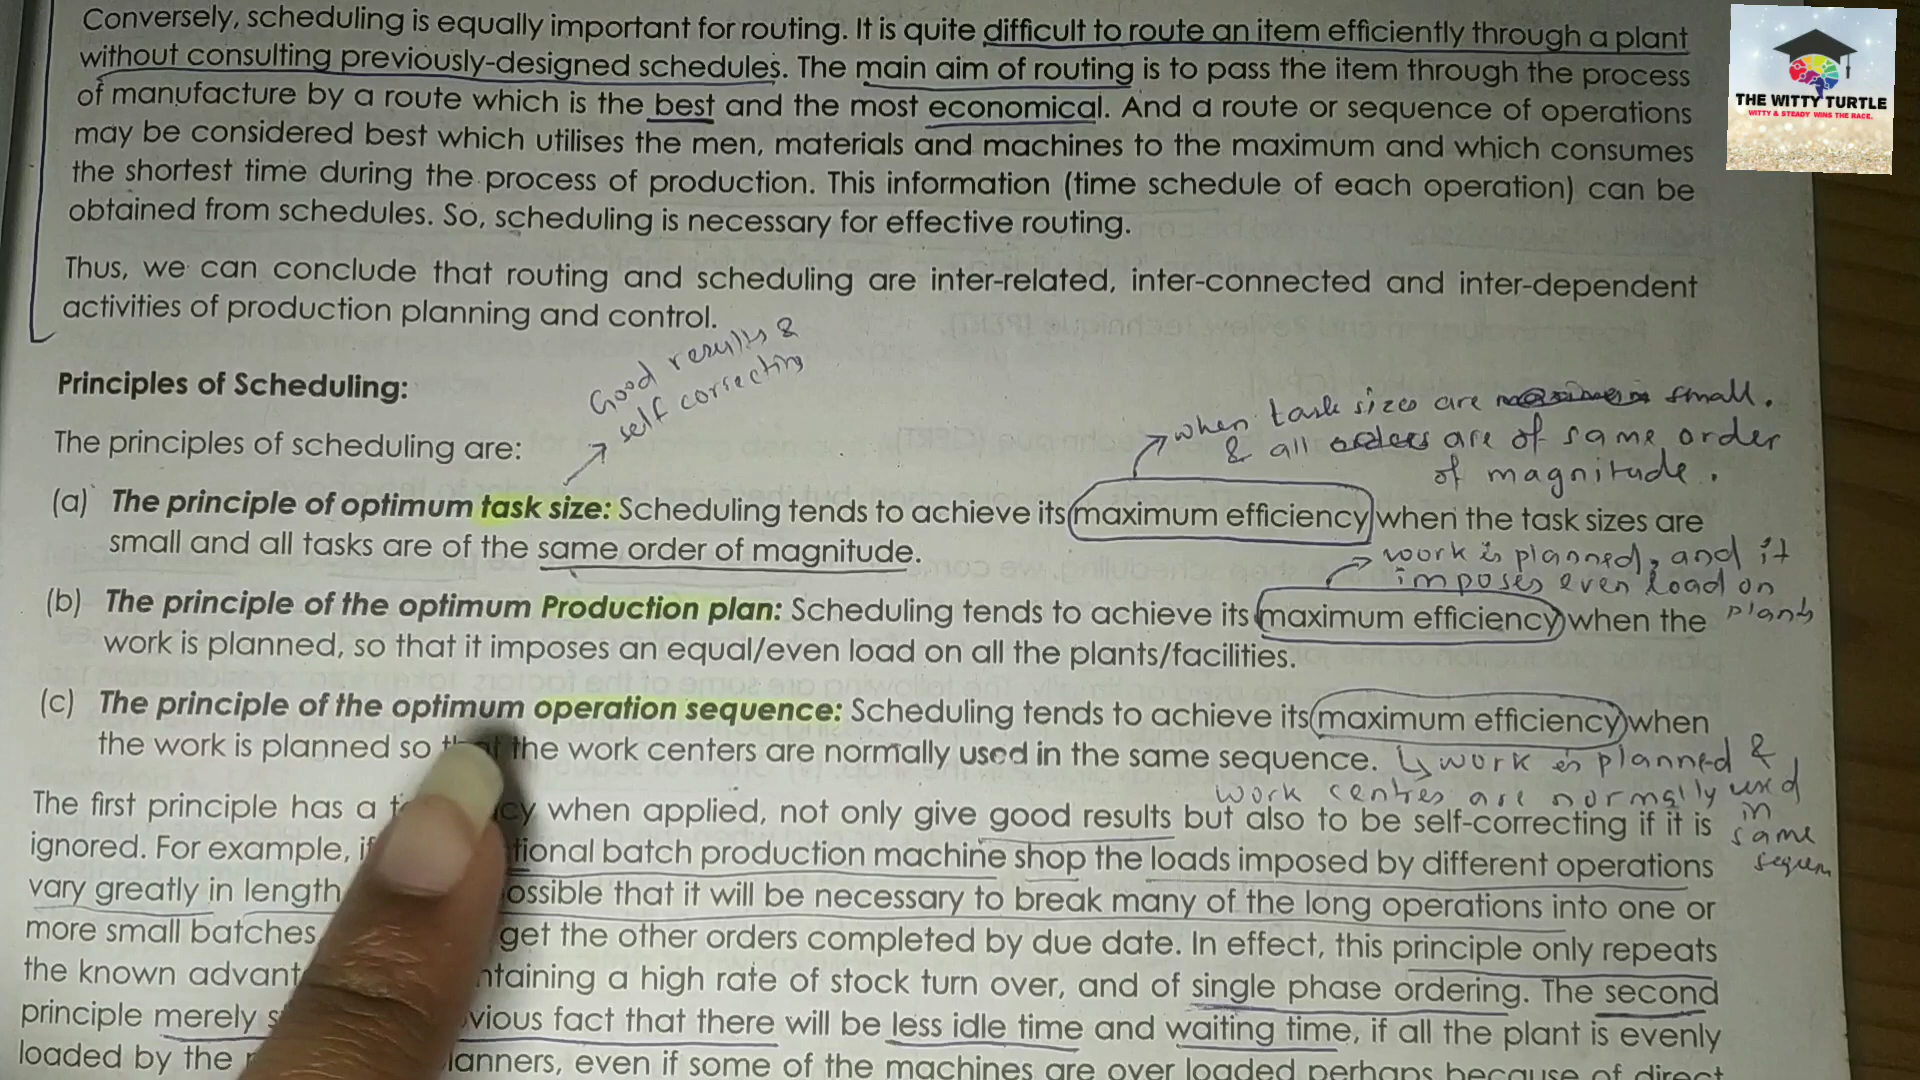 Conversely, scheduling is equally important for routing. It is quite difficult to route an item efficiently through a plant
without consulting previously-designed schedules. The main aim of routing is to pass the item through the process
of manufacture by a route which is the best and the most economical. And a route or sequence of operations
may be considered best which utilises the men, materials and machines to the maximum and which consumes
the shortest time during the process of production. This information (time schedule of each operation) can be
obtained from schedules. So, scheduling is necessary for effective routing.
Thus, we can conclude that routing and scheduling are inter-related, inter-connected and inter-dependent
activities of production planning and control.
THE WITTY TURTLE
WITTY & STEADY WINS THE RACE.
Good results &
self correcting
Principles of Scheduling:
The principles of scheduling are:
when task sizes are small.
& all orders are of same order
of magnitude.
(a) The principle of optimum task size: Scheduling tends to achieve its maximum efficiency when the task sizes are
small and all tasks are of the same order of magnitude.
work is planned, and it
imposes even load on
plants
(b) The principle of the optimum Production plan: Scheduling tends to achieve its maximum efficiency when the
work is planned, so that it imposes an equal/even load on all the plants/facilities.
(c) The principle of the optimum operation sequence: Scheduling tends to achieve its maximum efficiency when
the work is planned so the work centers are normally used in the same sequence.
work is planned &
work centres are normally used
in
same
The first principle has a when applied, not only give good results but also to be self-correcting if it is
ignored. For example, batch production machine shop the loads imposed by different operations
vary greatly in length that it will be necessary to break many of the long operations into one or
more small batches get the other orders completed by due date. In effect, this principle only repeats
the known a high rate of stock turn over, and of single phase ordering. The second
principle merely fact that there will be less idle time and waiting time, if all the plant is evenly
loaded by the even if some of the machines are over loaded perhaps because of direct